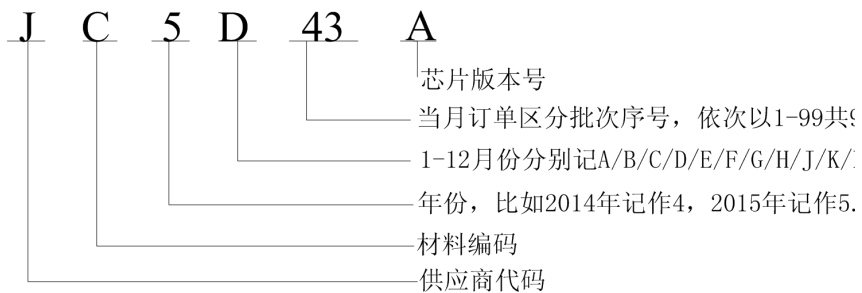 J C 5 D 43 A
芯片版本号
当月订单区分批次序号，依次以1-99共
1-12月份分别记A/B/C/D/E/F/G/H/J/K/
年份，比如2014年记作4，2015年记作5.
材料编码
供应商代码